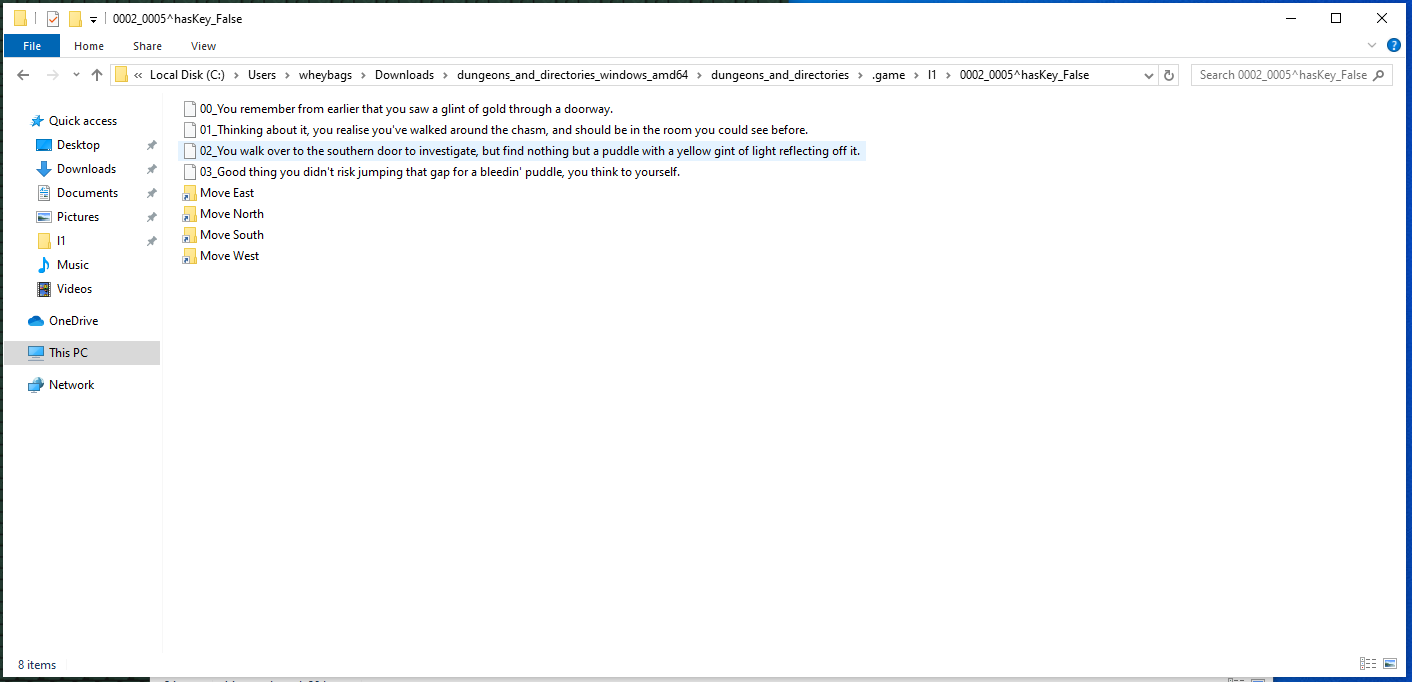 0002_0005^hasKey_False
File Home Share View
« Local Disk (C:) > Users > wheybags > Downloads > dungeons_and_directories_windows_amd64 > dungeons_and_directories > .game > l1 > 0002_0005^hasKey_False
Search 0002_0005^hasKey_False
Quick access
Desktop
Downloads
Documents
Pictures
l1
Music
Videos
OneDrive
This PC
Network
00_You remember from earlier that you saw a glint of gold through a doorway.
01_Thinking about it, you realise you've walked around the chasm, and should be in the room you could see before.
02_You walk over to the southern door to investigate, but find nothing but a puddle with a yellow gint of light reflecting off it.
03_Good thing you didn't risk jumping that gap for a bleedin' puddle, you think to yourself.
Move East
Move North
Move South
Move West
8 items